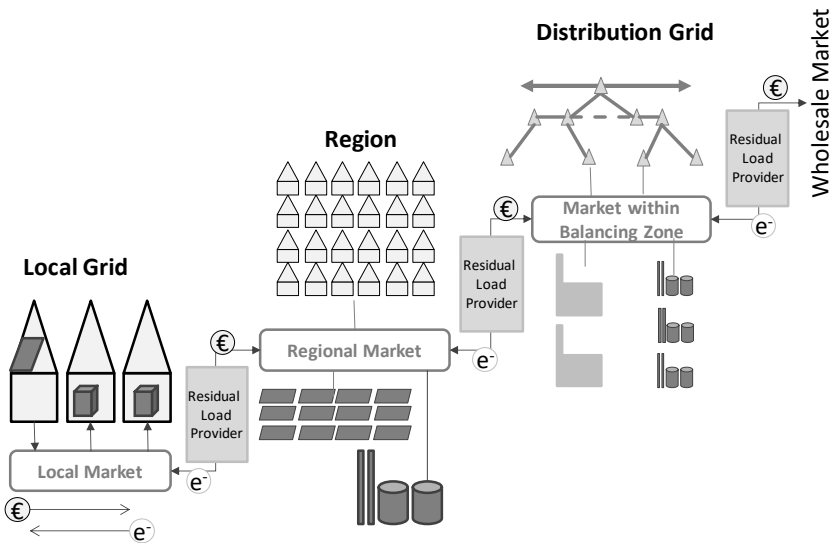 Distribution Grid
Wholesale Market
€
Residual
Load
Provider
e-
Region
Market within
Balancing Zone
€
Residual
Load
Provider
e-
Local Grid
Regional Market
€
Residual
Load
Provider
e-
Local Market
€
e-